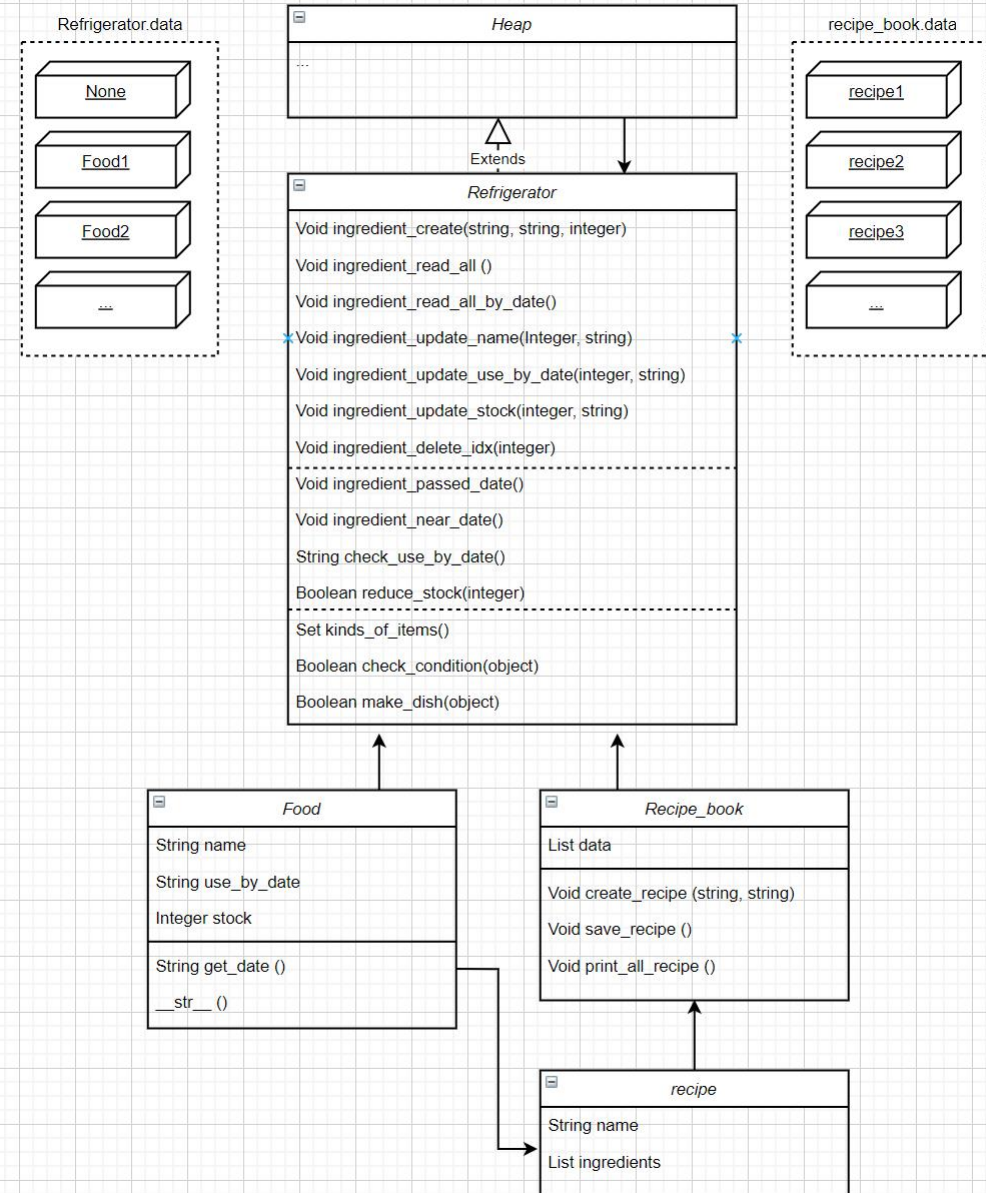 Refrigerator.data
None
Food1
Food2
...
Heap
...
recipe_book.data
recipe1
recipe2
recipe3
...
Extends
Refrigerator
Void ingredient_create(string, string, integer)
Void ingredient_read_all ()
Void ingredient_read_all_by_date()
Void ingredient_update_name(Integer, string)
Void ingredient_update_use_by_date(integer, string)
Void ingredient_update_stock(integer, string)
Void ingredient_delete_idx(integer)
Void ingredient_passed_date()
Void ingredient_near_date()
String check_use_by_date()
Boolean reduce_stock(integer)
Set kinds_of_items()
Boolean check_condition(object)
Boolean make_dish(object)
Food
String name
String use_by_date
Integer stock
String get_date ()
__str__ ()
Recipe_book
List data
Void create_recipe (string, string)
Void save_recipe ()
Void print_all_recipe ()
recipe
String name
List ingredients